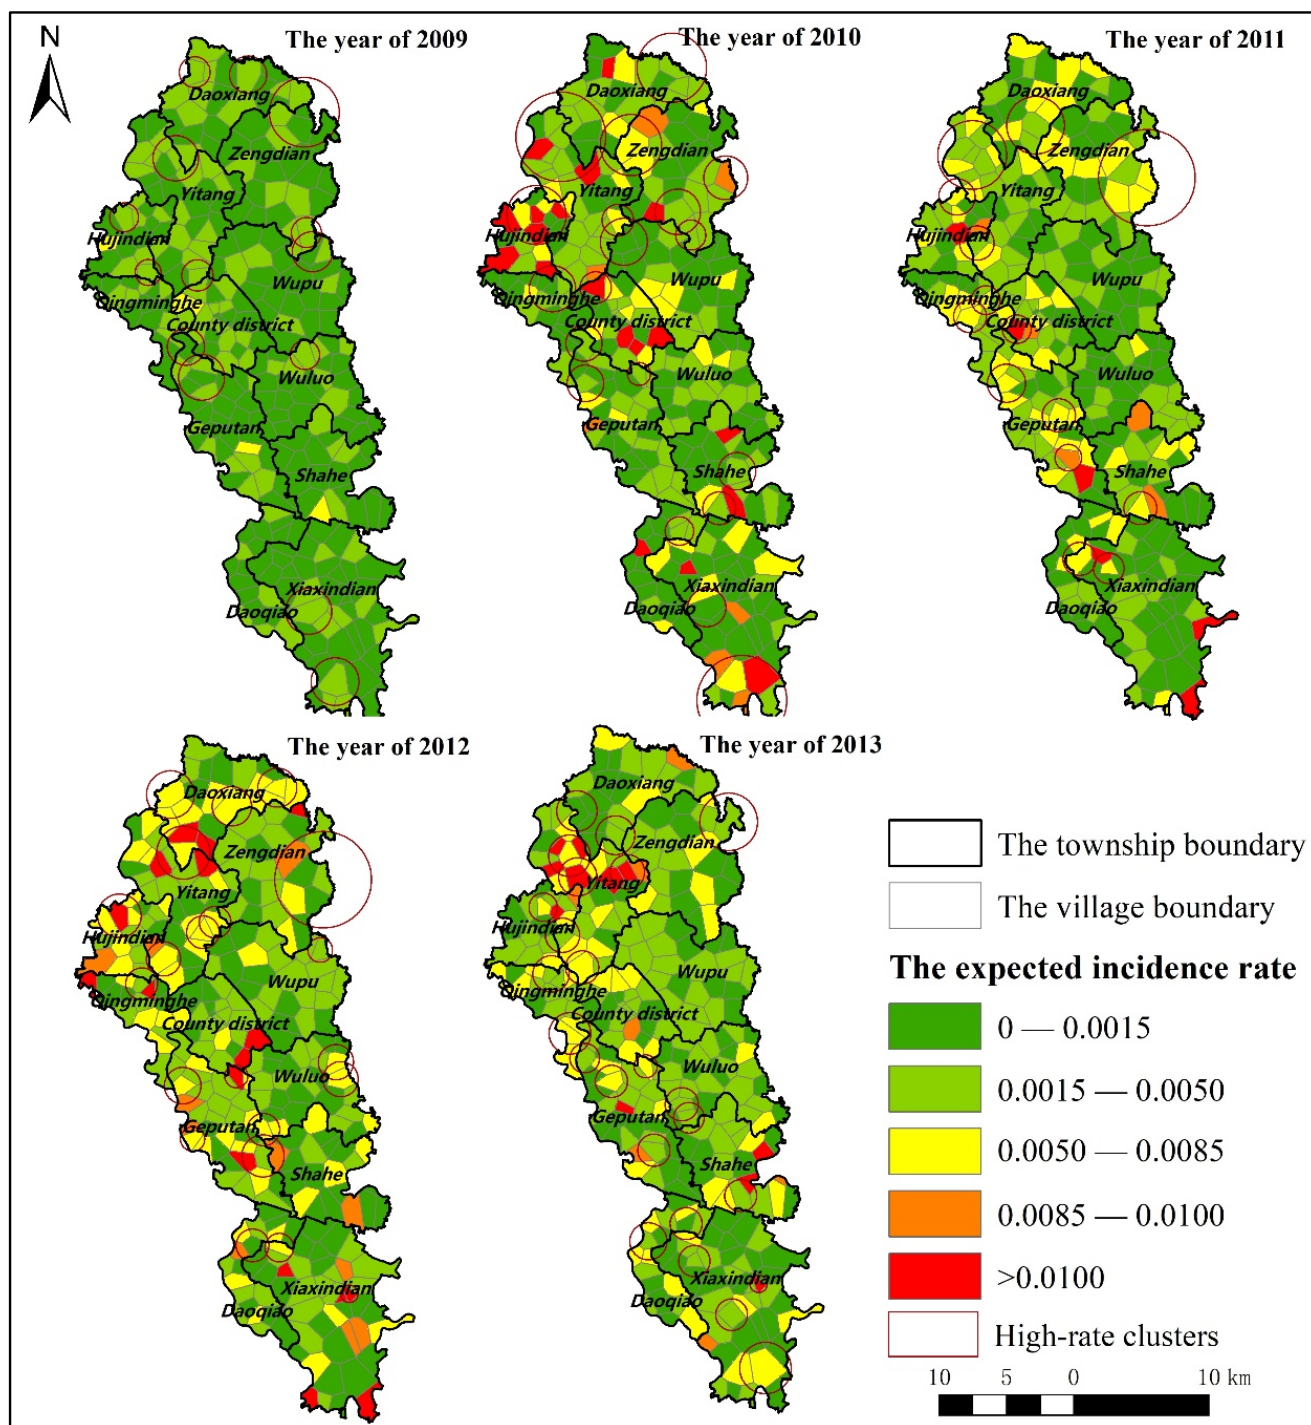 N
The year of 2009
Daoxiang
Zengdian
Yitang
Hujindian
Wupu
Qingminghe
County district
Wuluo
Geputan
Shahe
Xiaxindian
Daoqiao
The year of 2010
Daoxiang
Zengdian
Yitang
Hujindian
Wupu
Qingminghe
County district
Wuluo
Geputan
Shahe
Xiaxindian
Daoqiao
The year of 2011
Daoxiang
Zengdian
Yitang
Hujindian
Wupu
Qingminghe
County district
Wuluo
Geputan
Shahe
Xiaxindian
Daoqiao
The year of 2012
Daoxiang
Zengdian
Yitang
Hujindian
Wupu
Qingminghe
County district
Wuluo
Geputan
Shahe
Xiaxindian
Daoqiao
The year of 2013
Daoxiang
Zengdian
Yitang
Hujindian
Wupu
Qingminghe
County district
Wuluo
Geputan
Shahe
Xiaxindian
Daoqiao
The township boundary
The village boundary
The expected incidence rate
0 — 0.0015
0.0015 — 0.0050
0.0050 — 0.0085
0.0085 — 0.0100
>0.0100
High-rate clusters
10 5 0 10 km